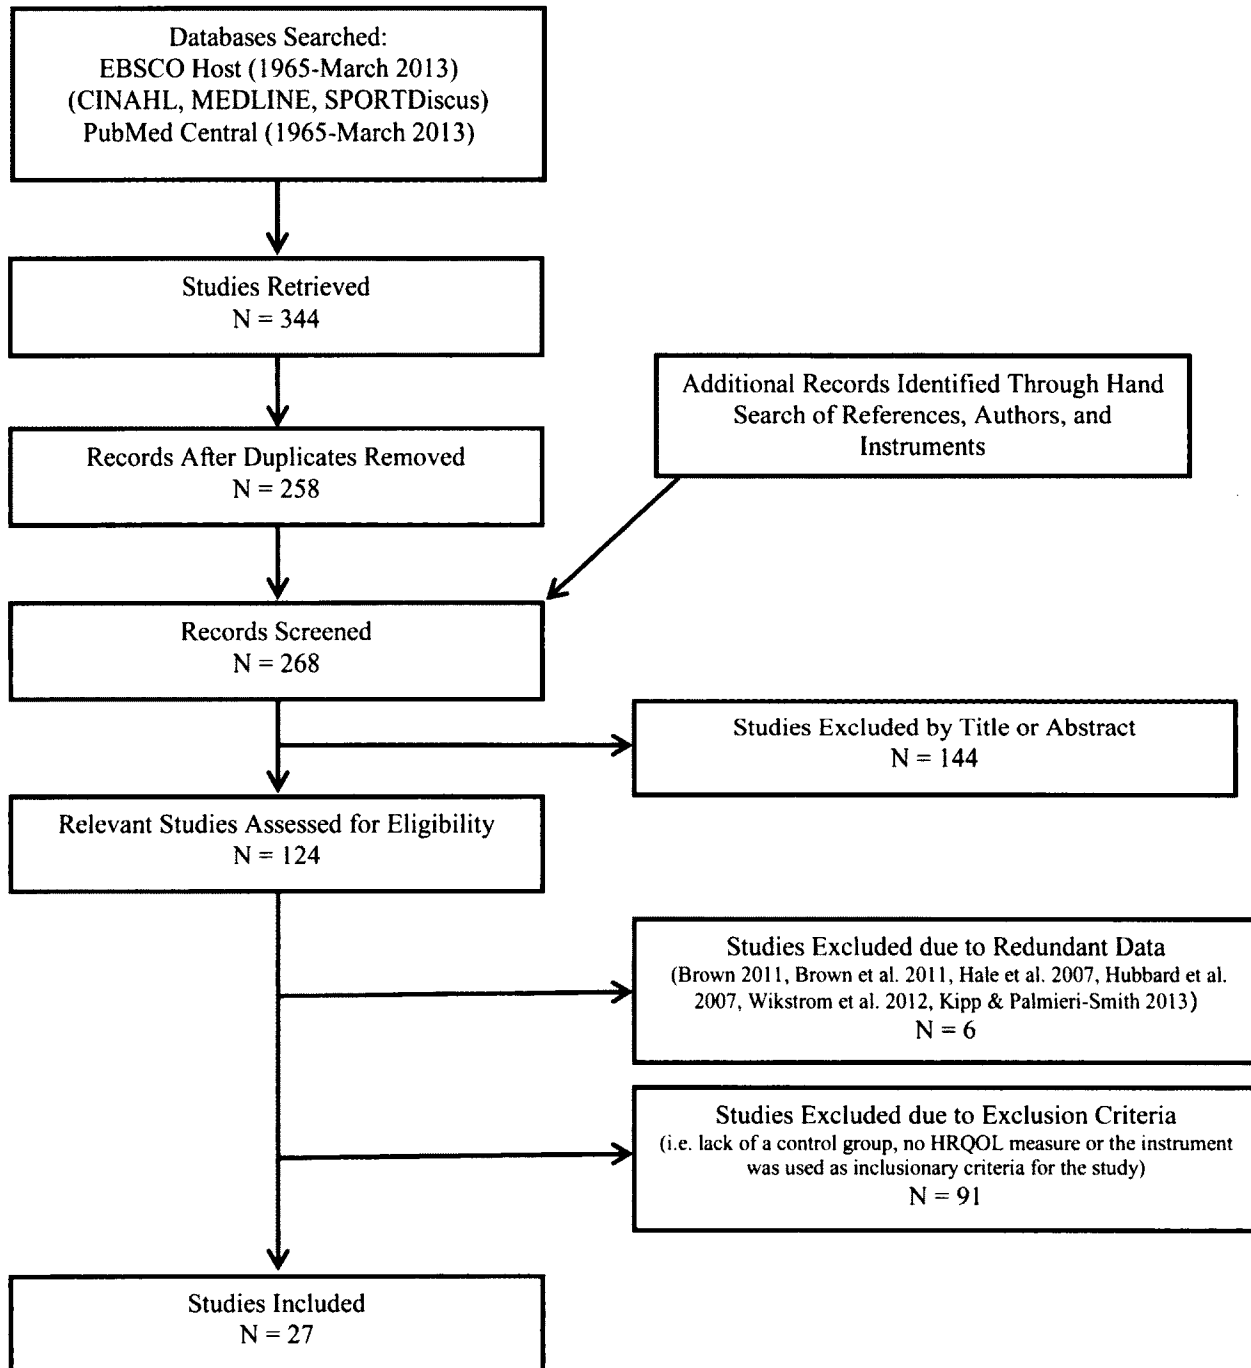 Databases Searched:
EBSCO Host (1965-March 2013)
(CINAHL, MEDLINE, SPORTDiscus)
PubMed Central (1965-March 2013)
Studies Retrieved
N = 344
Additional Records Identified Through Hand
Search of References, Authors, and
Instruments
Records After Duplicates Removed
N = 258
Records Screened
N = 268
Studies Excluded by Title or Abstract
N = 144
Relevant Studies Assessed for Eligibility
N = 124
Studies Excluded due to Redundant Data
(Brown 2011, Brown et al. 2011, Hale et al. 2007, Hubbard et al.
2007, Wikstrom et al. 2012, Kipp & Palmieri-Smith 2013)
N = 6
Studies Excluded due to Exclusion Criteria
(i.e. lack of a control group, no HRQOL measure or the instrument
was used as inclusionary criteria for the study)
N = 91
Studies Included
N = 27